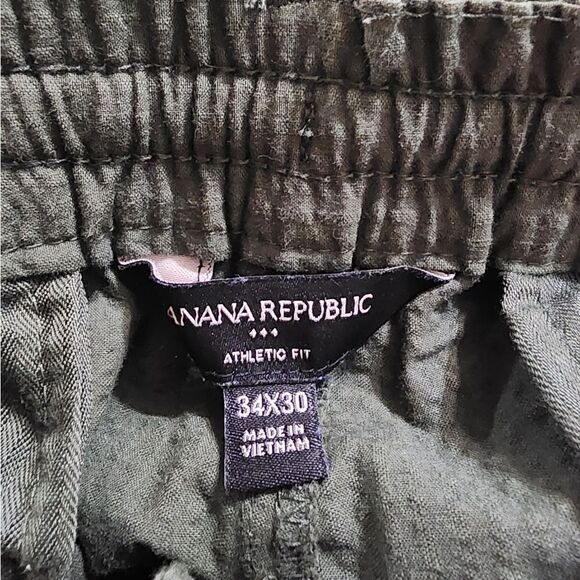 ANANA REPUBLIC
ATHLETIC FIT
34X30
MADE IN
VIETNAM